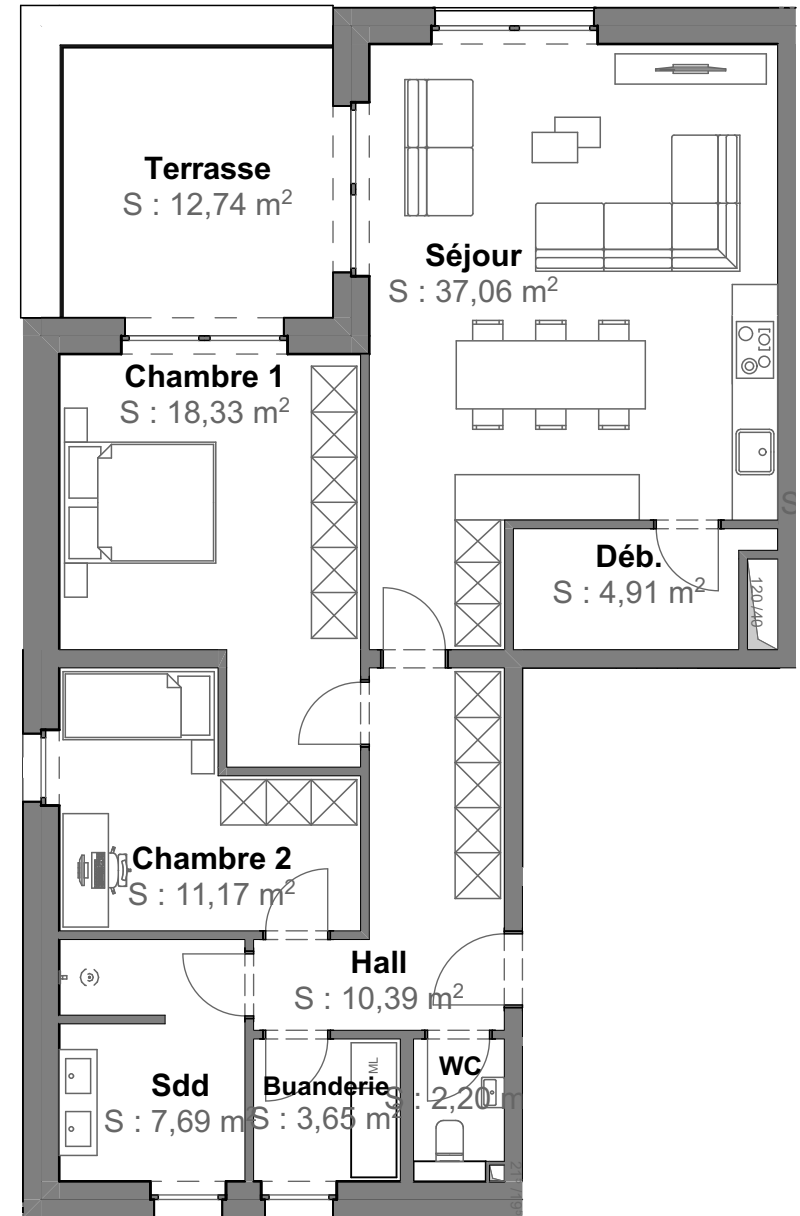 Terrasse
S : 12,74 m²
Séjour
S : 37,06 m²
Chambre 1
S : 18,33 m²
Déb.
S : 4,91 m²
120 /40
S
Chambre 2
S : 11,17 m²
Hall
S : 10,39 m²
Sdd
S : 7,69 m²
Buanderie
S : 3,65 m²
ML
WC
S : 2,20 m